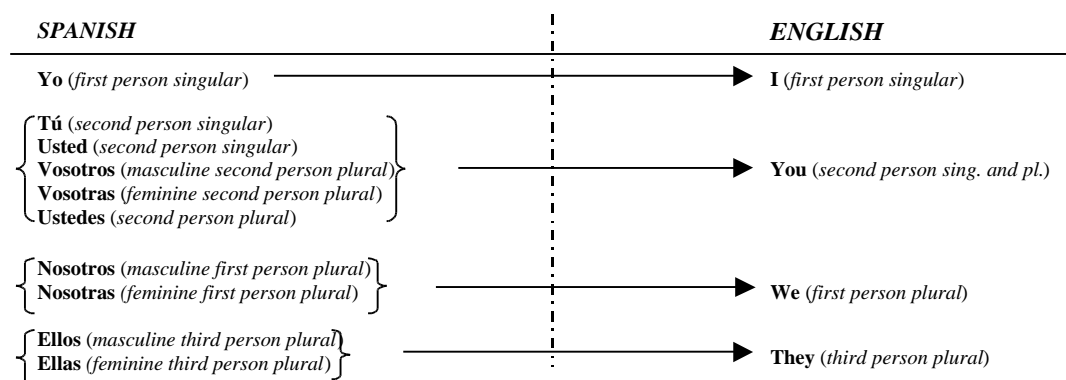 SPANISH ENGLISH
Yo (first person singular) I (first person singular)
Tú (second person singular)
Usted (second person singular)
Vosotros (masculine second person plural) You (second person sing. and pl.)
Vosotras (feminine second person plural)
Ustedes (second person plural)
Nosotros (masculine first person plural)
Nosotras (feminine first person plural) We (first person plural)
Ellos (masculine third person plural)
Ellas (feminine third person plural) They (third person plural)